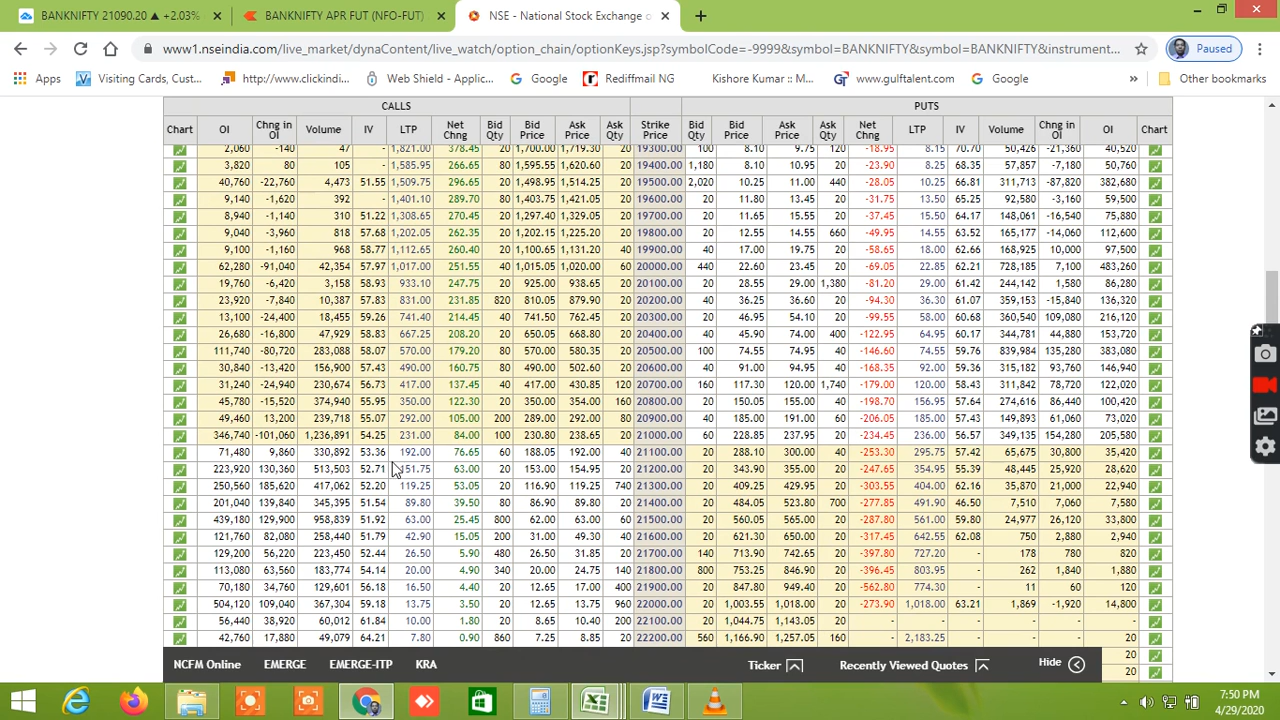 BANKNIFTY 21090.20 ▲ +2.03% BANKNIFTY APR FUT (NFO-FUT) NSE - National Stock Exchange o
www1.nseindia.com/live_market/dynaContent/live_watch/option_chain/optionKeys.jsp?symbolCode=-9999&symbol=BANKNIFTY&symbol=BANKNIFTY&instrument... Paused
Apps Visiting Cards, Cust... http://www.clickindi... Web Shield - Applic... Google Rediffmail NG Kishore Kumar :: M... www.gulftalent.com Google » Other bookmarks
CALLS PUTS
Chart OI Chng in OI Volume IV LTP Net Chng Bid Qty Bid Price Ask Price Ask Qty Strike Price Bid Qty Bid Price Ask Price Ask Qty Net Chng LTP IV Volume Chng in OI OI Chart
2,060 -140 47 - 1,821.00 378.45 20 1,700.00 1,719.30 20 19300.00 100 8.10 9.75 120 -18.95 8.15 70.70 50,426 -21,360 40,520
3,820 80 105 - 1,585.95 266.65 80 1,595.55 1,620.60 20 19400.00 1,180 8.10 10.95 20 -23.90 8.25 68.35 57,857 -7,180 50,760
40,760 -22,760 4,473 51.55 1,509.75 296.65 20 1,498.95 1,514.25 20 19500.00 2,020 10.25 11.00 440 -28.05 10.25 66.81 311,713 -87,820 382,680
9,140 -1,620 392 - 1,401.10 289.70 80 1,403.75 1,421.05 20 19600.00 20 11.80 13.45 20 -31.75 13.50 65.25 92,580 -3,160 59,500
8,940 -1,140 310 51.22 1,308.65 270.45 20 1,297.40 1,329.05 20 19700.00 20 11.65 15.55 20 -37.45 15.50 64.17 148,061 -16,540 75,880
9,040 -3,960 818 57.68 1,202.05 262.35 20 1,202.15 1,225.20 20 19800.00 20 12.55 14.55 660 -49.95 14.55 63.52 165,177 -14,060 112,600
9,100 -1,160 968 58.77 1,112.65 260.40 20 1,100.65 1,131.20 40 19900.00 40 17.00 19.75 20 -58.65 18.00 62.66 168,925 10,000 97,500
62,280 -91,040 42,354 57.97 1,017.00 251.55 40 1,015.05 1,020.00 60 20000.00 440 22.60 23.45 20 -69.05 22.85 62.21 728,185 7,100 483,260
19,760 -6,420 3,158 58.93 933.10 247.75 20 925.00 938.65 20 20100.00 20 28.55 29.00 1,380 -81.20 29.00 61.42 244,142 1,580 86,280
23,920 -7,840 10,387 57.83 831.00 231.85 820 810.05 879.90 20 20200.00 40 36.25 36.60 20 -94.30 36.30 61.07 359,153 -15,840 136,320
13,100 -24,400 18,455 59.26 741.40 214.45 40 741.50 762.45 20 20300.00 20 46.95 54.10 20 -99.55 58.00 60.68 360,540 109,080 216,120
26,680 -16,800 47,929 58.83 667.25 208.20 20 650.05 668.80 20 20400.00 40 45.90 74.00 400 -122.95 64.95 60.17 344,781 44,880 153,720
111,740 -80,720 283,088 58.07 570.00 179.20 40 570.00 580.35 20 20500.00 100 74.55 74.95 40 -146.60 74.55 59.76 839,984 135,280 383,080
30,840 -13,420 156,900 57.43 490.00 160.75 80 490.00 502.60 20 20600.00 40 91.00 94.95 20 -168.35 92.00 59.36 315,182 93,760 146,940
31,240 -24,940 230,674 56.73 417.00 137.45 40 417.00 430.85 120 20700.00 160 117.30 120.00 1,740 -179.00 120.00 58.43 311,842 78,720 122,020
45,780 -15,520 374,940 55.95 350.00 122.30 20 350.00 354.00 160 20800.00 20 150.05 155.00 40 -198.70 156.95 57.64 274,616 86,440 100,420
49,460 13,200 239,718 55.07 292.00 105.00 200 289.00 292.00 80 20900.00 40 185.00 191.00 60 -206.05 185.00 57.43 149,893 61,060 73,020
346,740 -101,060 1,236,891 54.25 231.00 84.00 100 230.80 238.65 20 21000.00 60 228.85 237.95 20 -234.45 236.00 56.57 349,135 154,280 205,580
71,480 9,860 330,892 53.36 192.00 76.65 60 188.05 192.00 40 21100.00 20 288.10 300.00 40 -253.30 295.75 57.42 65,675 30,800 35,420
223,920 130,360 513,503 52.71 151.75 63.00 20 153.00 154.95 20 21200.00 20 343.90 355.00 20 -247.65 354.95 55.39 48,445 25,920 28,620
250,560 185,620 417,062 52.20 119.25 53.05 20 116.90 119.25 740 21300.00 20 409.25 429.95 20 -303.55 404.00 62.16 35,870 21,000 22,940
201,040 139,840 345,395 51.54 89.80 39.50 80 86.90 89.80 20 21400.00 20 484.05 523.80 700 -277.85 491.90 46.50 7,510 6,080 7,580
439,180 129,900 958,839 51.92 63.00 25.45 800 62.00 63.00 60 21500.00 20 560.05 565.00 20 -287.80 561.00 59.80 24,977 26,120 33,800
121,760 82,080 258,440 51.79 42.90 15.05 200 31.00 49.30 40 21600.00 20 621.30 650.00 20 -317.45 642.55 62.08 750 2,880 2,940
129,200 56,220 223,450 52.44 26.50 5.90 480 26.50 31.85 20 21700.00 140 713.90 742.65 20 -397.80 727.20 - 178 780 820
113,080 63,560 183,774 54.14 20.00 4.90 340 20.00 24.75 140 21800.00 800 753.25 846.90 20 -396.45 803.95 - 262 1,840 1,880
70,180 34,760 129,601 56.18 16.50 4.40 20 12.65 17.00 400 21900.00 20 847.80 949.40 20 -562.80 774.30 - 11 60 120
504,120 109,040 367,304 59.18 13.75 3.50 20 12.65 13.75 960 22000.00 20 1,003.55 1,018.00 20 -273.90 1,018.00 63.21 1,869 -1,920 14,800
56,440 38,920 60,012 61.84 10.00 1.80 20 8.65 10.40 200 22100.00 20 1,044.75 1,143.05 20 - - - - - -
42,760 17,880 49,079 64.21 7.80 0.90 860 7.25 8.85 20 22200.00 560 1,166.90 1,257.05 160 - 2,183.25 - - - 20
20
20
NCFM Online EMERGE EMERGE-ITP KRA Ticker Recently Viewed Quotes Hide
7:50 PM
4/29/2020